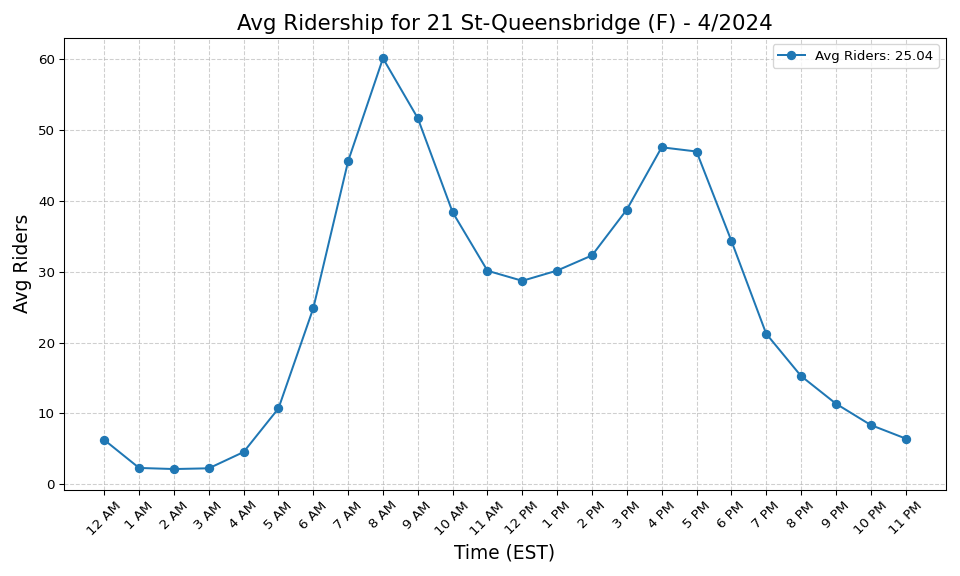 Avg Ridership for 21 St-Queensbridge (F) - 4/2024
Avg Riders: 25.04
Avg Riders
60
50
40
30
20
10
0
12 AM
1 AM
2 AM
3 AM
4 AM
5 AM
6 AM
7 AM
8 AM
9 AM
10 AM
11 AM
12 PM
1 PM
2 PM
3 PM
4 PM
5 PM
6 PM
7 PM
8 PM
9 PM
10 PM
11 PM
Time (EST)